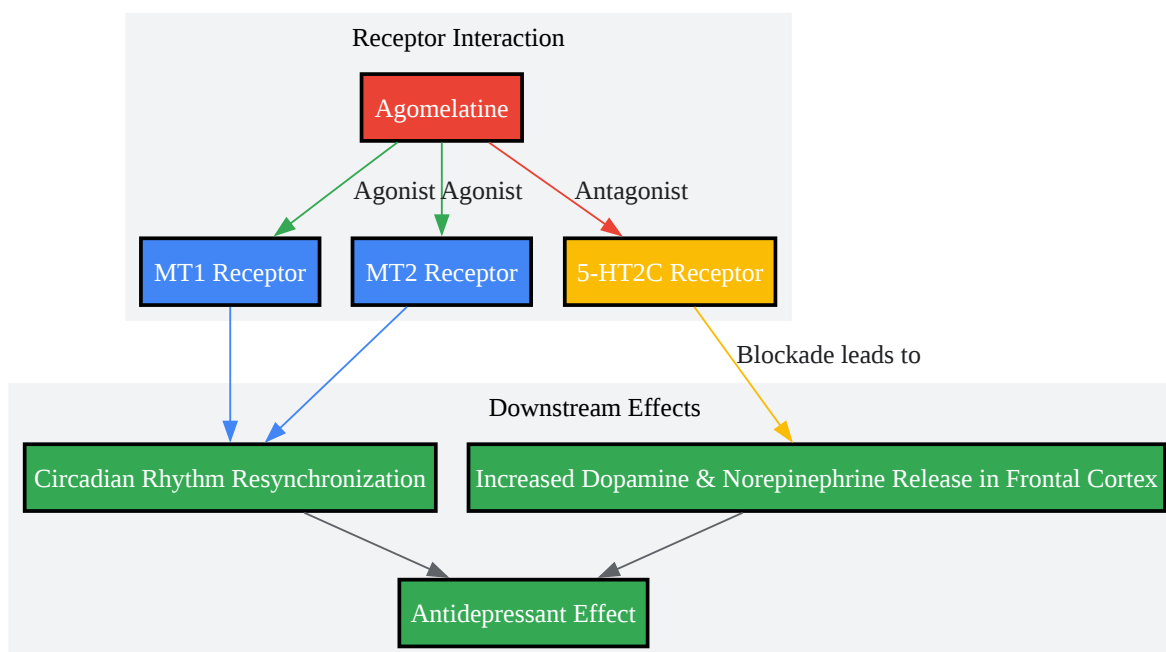 Receptor Interaction
Agomelatine
Agonist Agonist Antagonist
MT1 Receptor
MT2 Receptor
5-HT2C Receptor
Blockade leads to
Downstream Effects
Circadian Rhythm Resynchronization
Increased Dopamine & Norepinephrine Release in Frontal Cortex
Antidepressant Effect